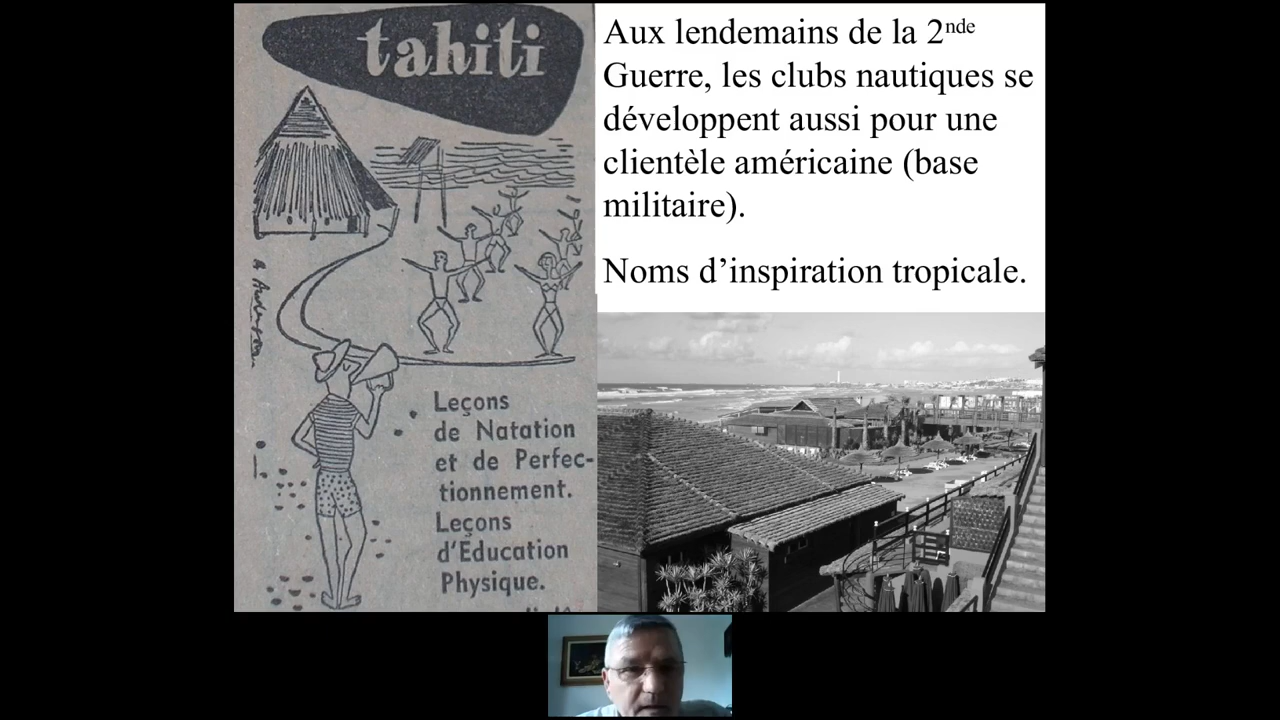 tahiti
Leçons
de Natation
et de Perfec-
tionnement.
Leçons
d'Éducation
Physique.
Aux lendemains de la 2nde
Guerre, les clubs nautiques se
développent aussi pour une
clientèle américaine (base
militaire).
Noms d’inspiration tropicale.